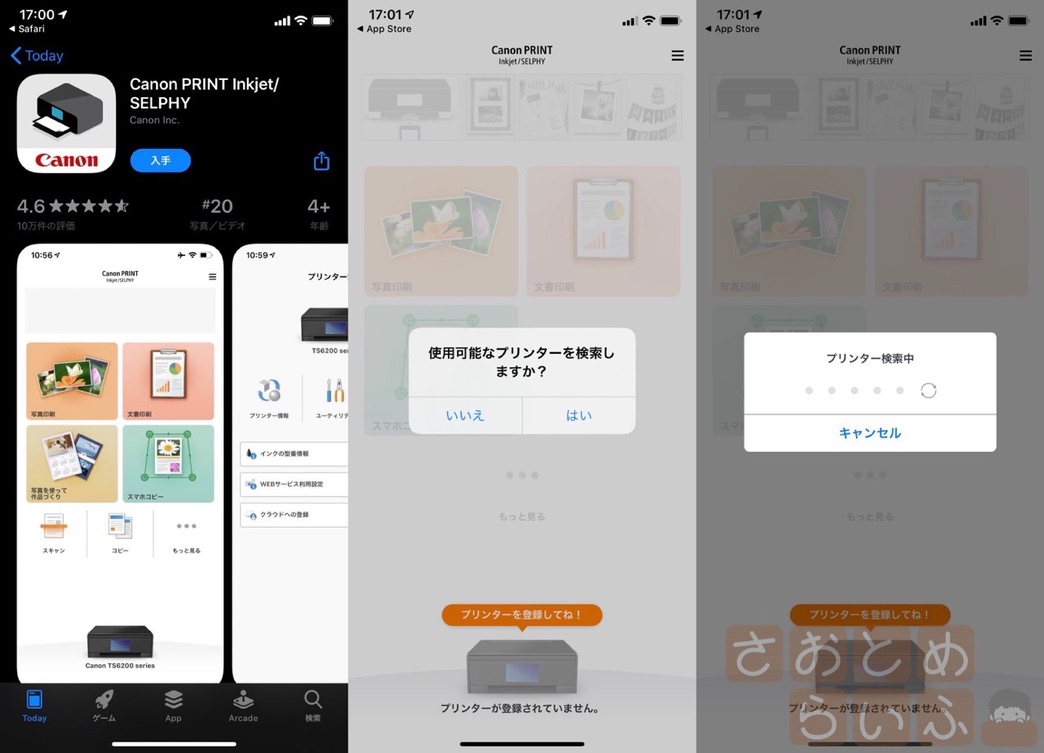 17:00
Safari
Today
Canon PRINT Inkjet/
SELPHY
Canon Inc.
Canon
入手
4.6
#20
4+
10万件の評価
写真／ビデオ
年齢
10:56
Canon PRINT
Inkjet/SELPHY
写真印刷
文書印刷
写真を使って
作品づくり
スマホコピー
スキャン
コピー
もっと見る
Canon TS6200 series
10:59
プリンター
TS6200 se
プリンター情報
ユーティリテ
インクの型番情報
WEBサービス利用設定
クラウドへの登録
Today
ゲーム
App
Arcade
検索
17:01
App Store
Canon PRINT
Inkjet/SELPHY
写真印刷
文書印刷
使用可能なプリンターを検索し
ますか？
いいえ
はい
スマホコ
もっと見る
プリンターを登録してね！
プリンターが登録されていません。
17:01
App Store
Canon PRINT
Inkjet/SELPHY
写真印刷
文書印刷
プリンター検索中
キャンセル
スマ
もっと見る
プリンターを登録してね！
プリンターが登録されていません。
さおとめ
らいふ